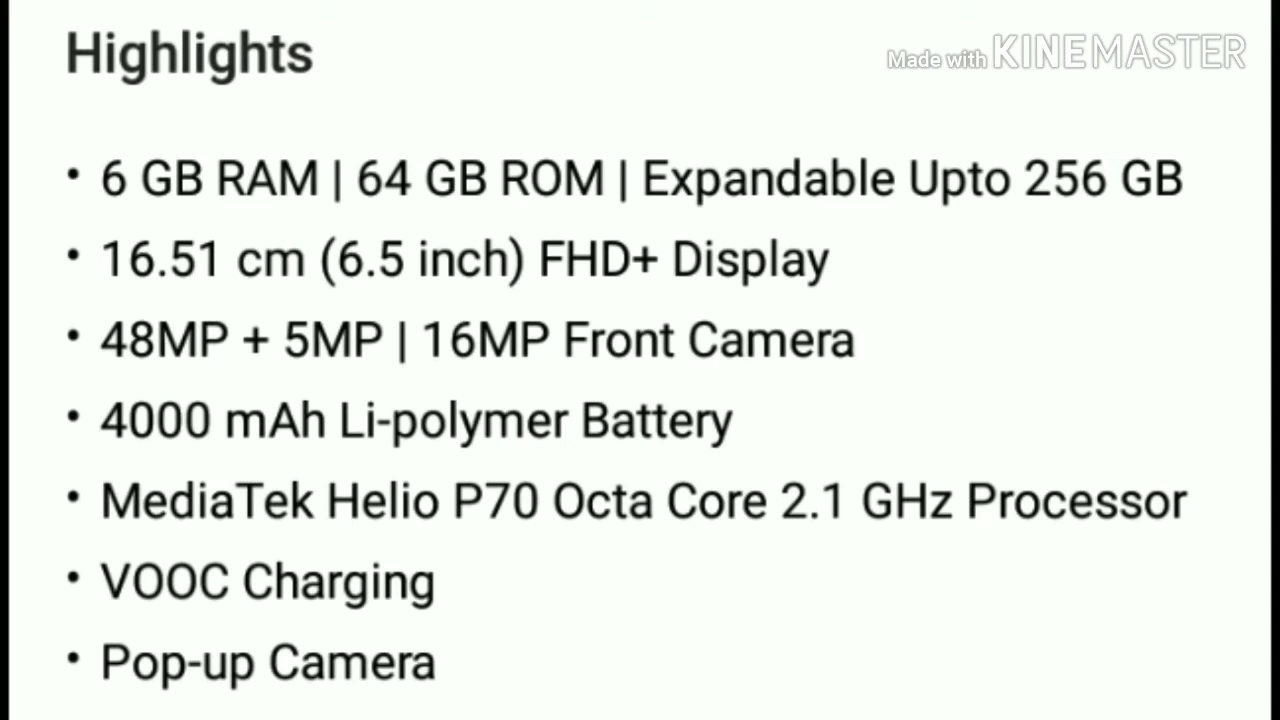 Highlights
Made with KINEMASTER
• 6 GB RAM | 64 GB ROM | Expandable Upto 256 GB
• 16.51 cm (6.5 inch) FHD+ Display
• 48MP + 5MP | 16MP Front Camera
• 4000 mAh Li-polymer Battery
• MediaTek Helio P70 Octa Core 2.1 GHz Processor
• VOOC Charging
• Pop-up Camera